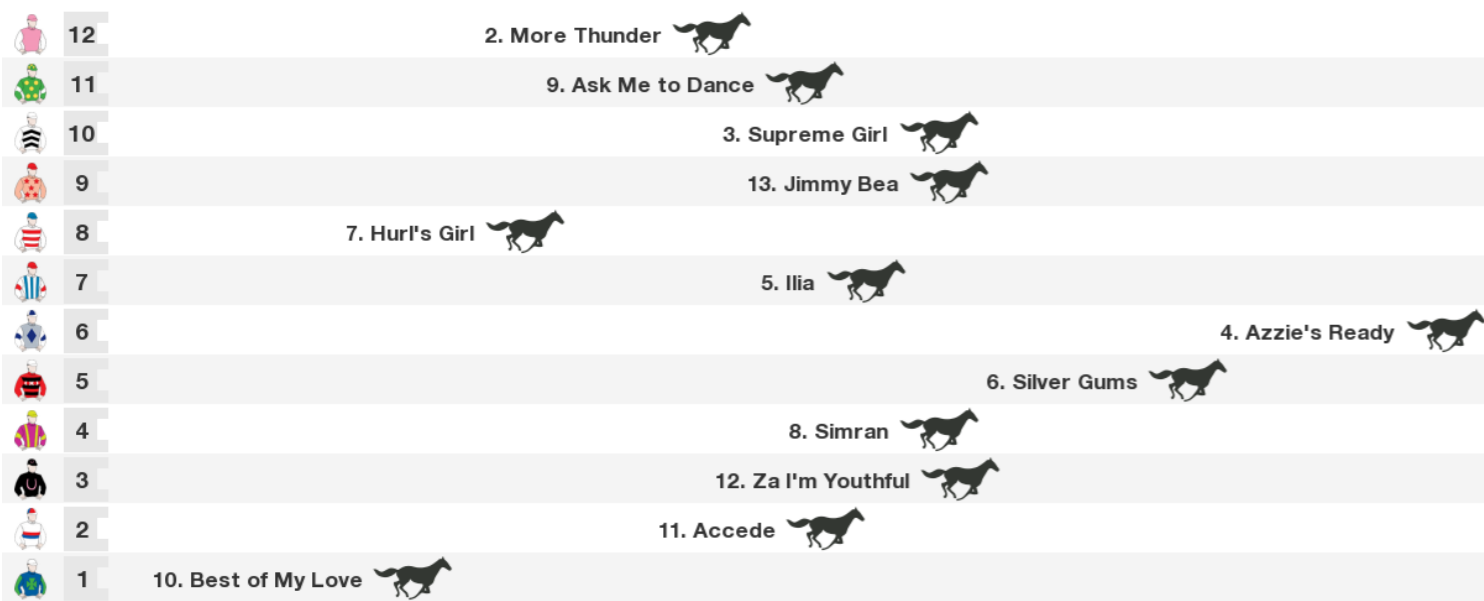 12 2. More Thunder
11 9. Ask Me to Dance
10 3. Supreme Girl
9 13. Jimmy Bea
8 7. Hurl's Girl
7 5. Ilia
6 4. Azzie's Ready
5 6. Silver Gums
4 8. Simran
3 12. Za I'm Youthful
2 11. Accede
1 10. Best of My Love